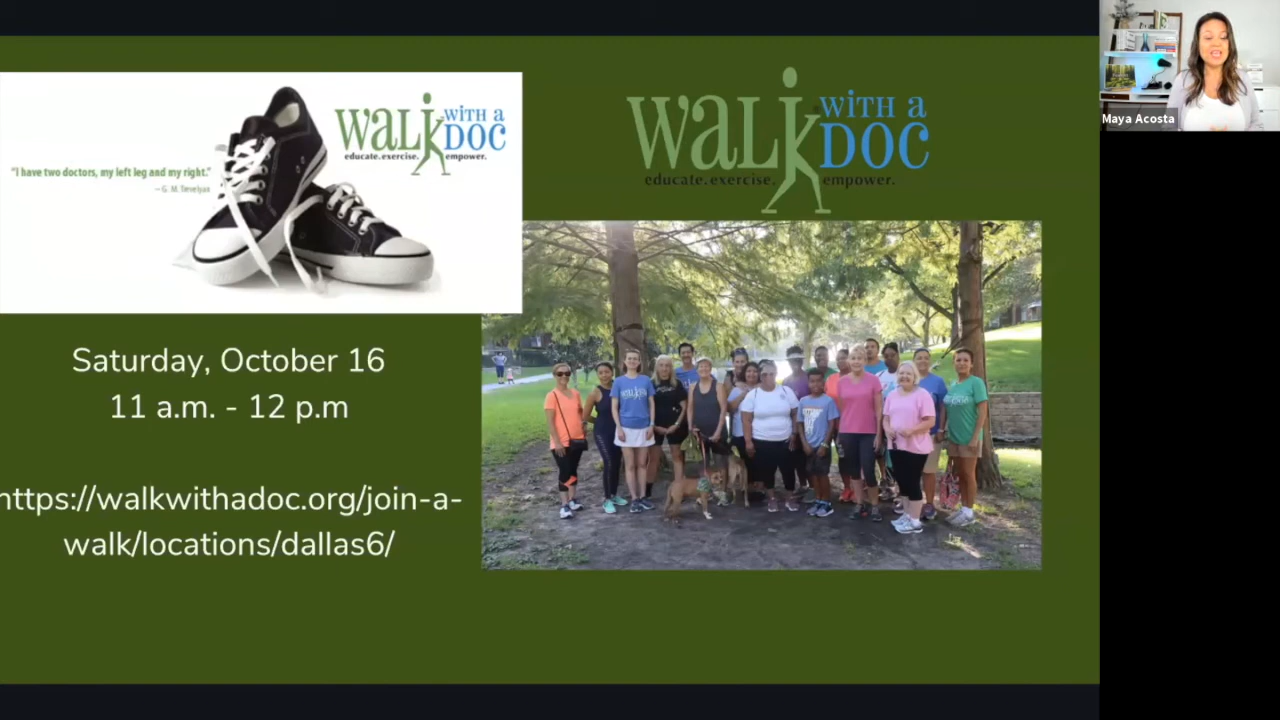 WALK WITH A DOC
educate.exercise. empower.
"I have two doctors, my left leg and my right."
— G. M. Trevelyan
WALK WITH A DOC
educate.exercise. empower.
Saturday, October 16
11 a.m. - 12 p.m
https://walkwithadoc.org/join-a-
walk/locations/dallas6/
Maya Acosta